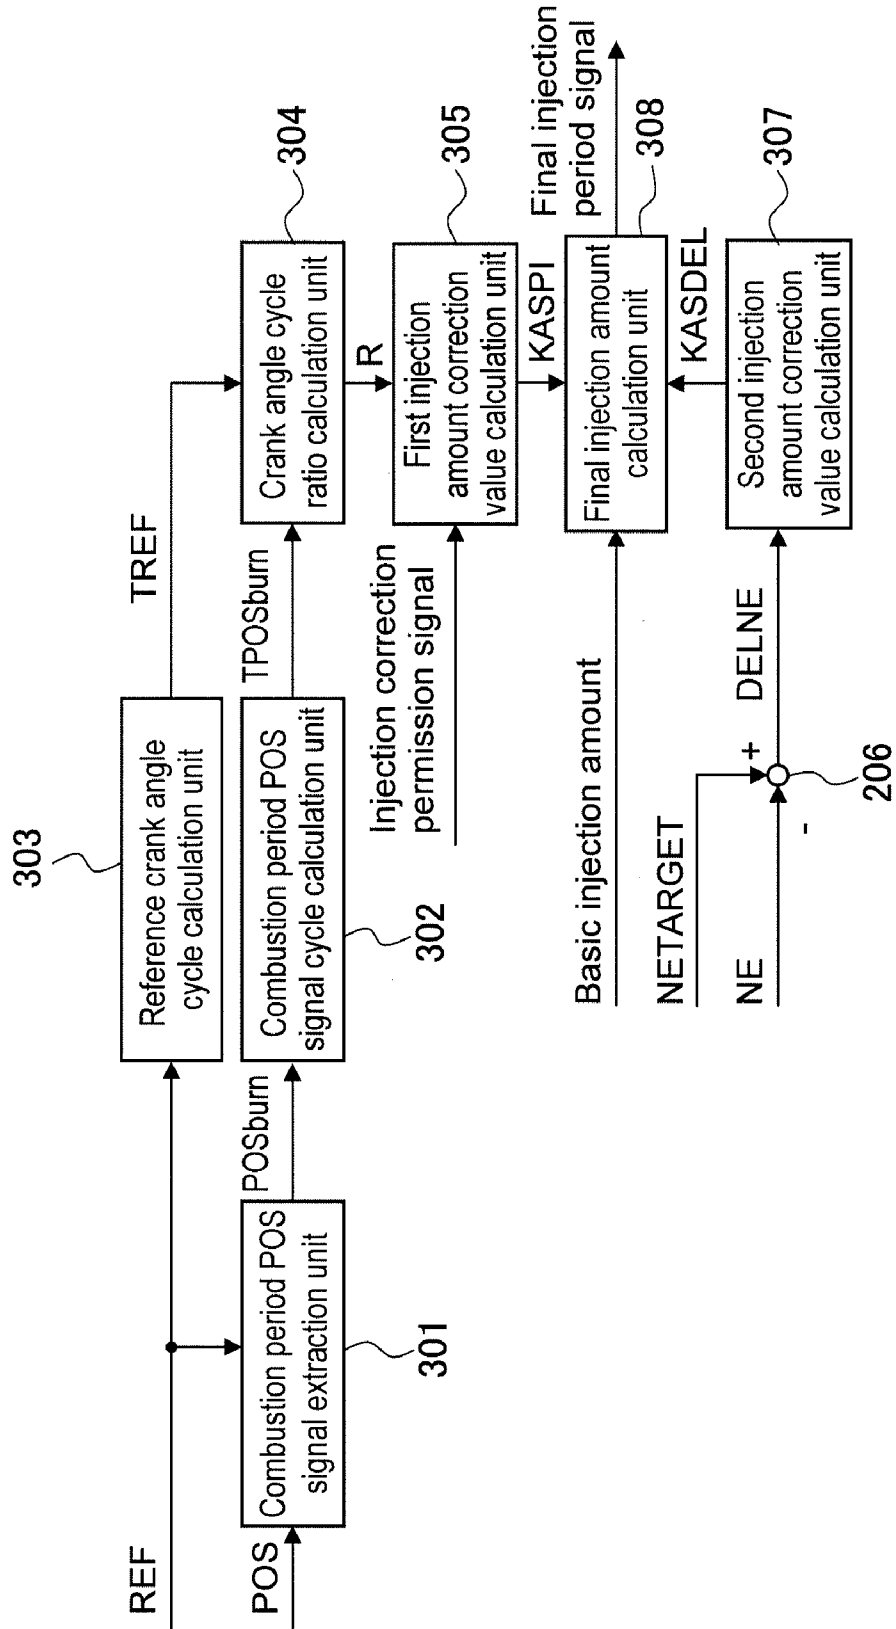 REF
POS
301
Combustion period POS
signal extraction unit
POSburn
303
Reference crank angle
cycle calculation unit
302
Combustion period POS
signal cycle calculation unit
TREF
TPOSburn
304
Crank angle cycle
ratio calculation unit
R
Injection correction
permission signal
305
First injection
amount correction
value calculation unit
KASPI
Basic injection amount
Final injection
period signal
308
Final injection amount
calculation unit
KASDEL
NETARGET
NE
+
-
206
DELNE
307
Second injection
amount correction
value calculation unit